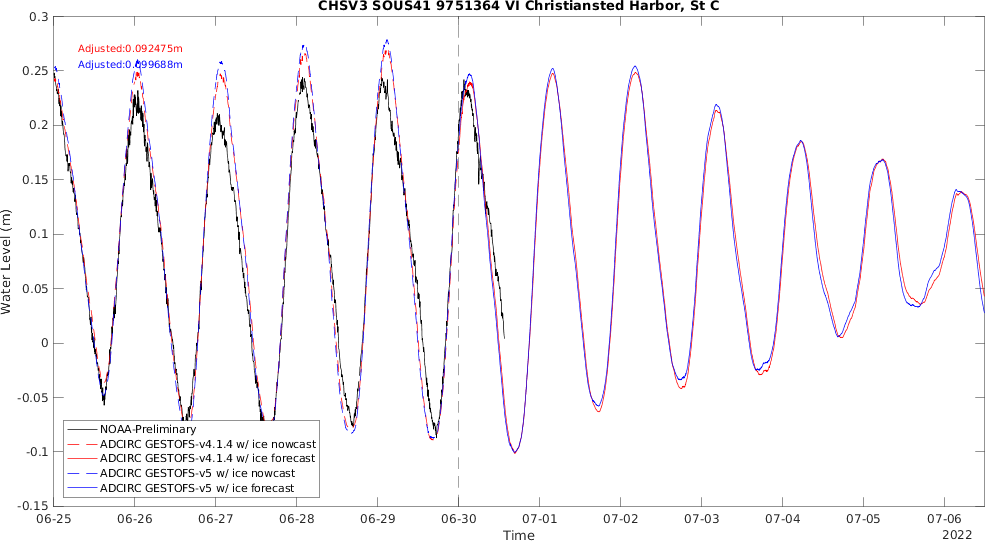 CHSV3 SOUS41 9751364 VI Christiansted Harbor, St C
0.3
0.25
0.2
0.15
0.1
0.05
0
-0.05
-0.1
-0.15
Water Level (m)
Adjusted:0.092475m
Adjusted:0.099688m
NOAA-Preliminary
ADCIRC GESTOFS-v4.1.4 w/ ice nowcast
ADCIRC GESTOFS-v4.1.4 w/ ice forecast
ADCIRC GESTOFS-v5 w/ ice nowcast
ADCIRC GESTOFS-v5 w/ ice forecast
06-25 06-26 06-27 06-28 06-29 06-30 07-01 07-02 07-03 07-04 07-05 07-06
Time
2022